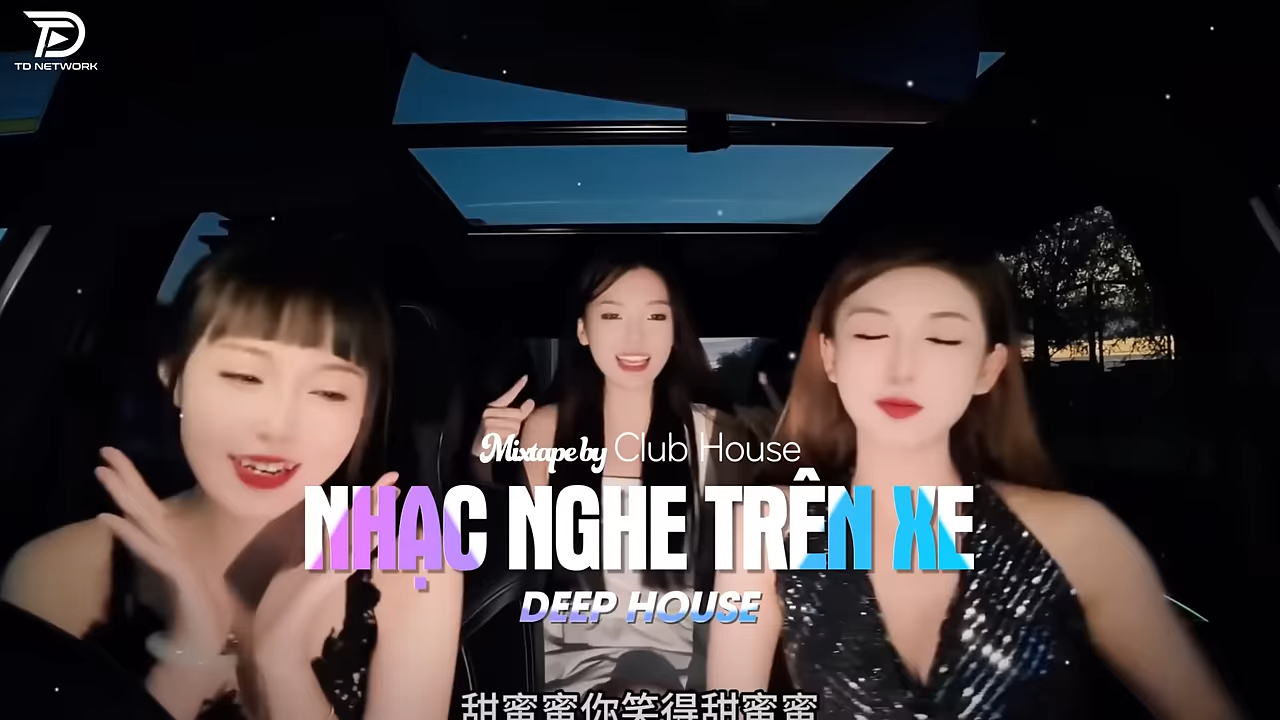 TD NETWORK
Mixtape by Club House
NHẠC NGHE TRÊN XE
DEEP HOUSE
甜蜜蜜你笑得甜蜜蜜